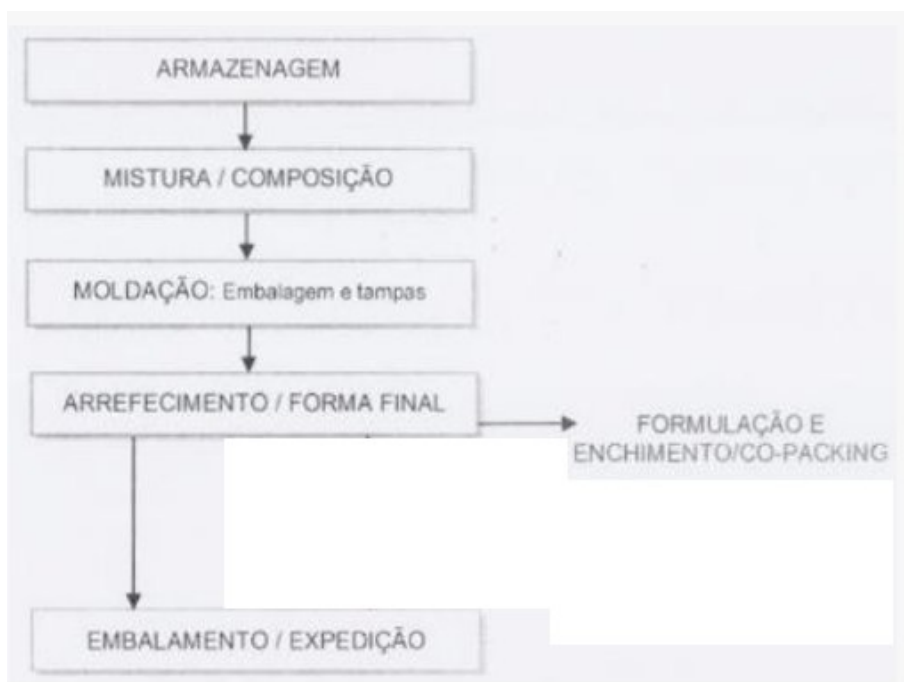 ARMAZENAGEM
MISTURA / COMPOSIÇÃO
MOLDAÇÃO: Embalagem e tampas
ARREFECIMENTO / FORMA FINAL
FORMULAÇÃO E
ENCHIMENTO/CO-PACKING
EMBALAMENTO / EXPEDIÇÃO